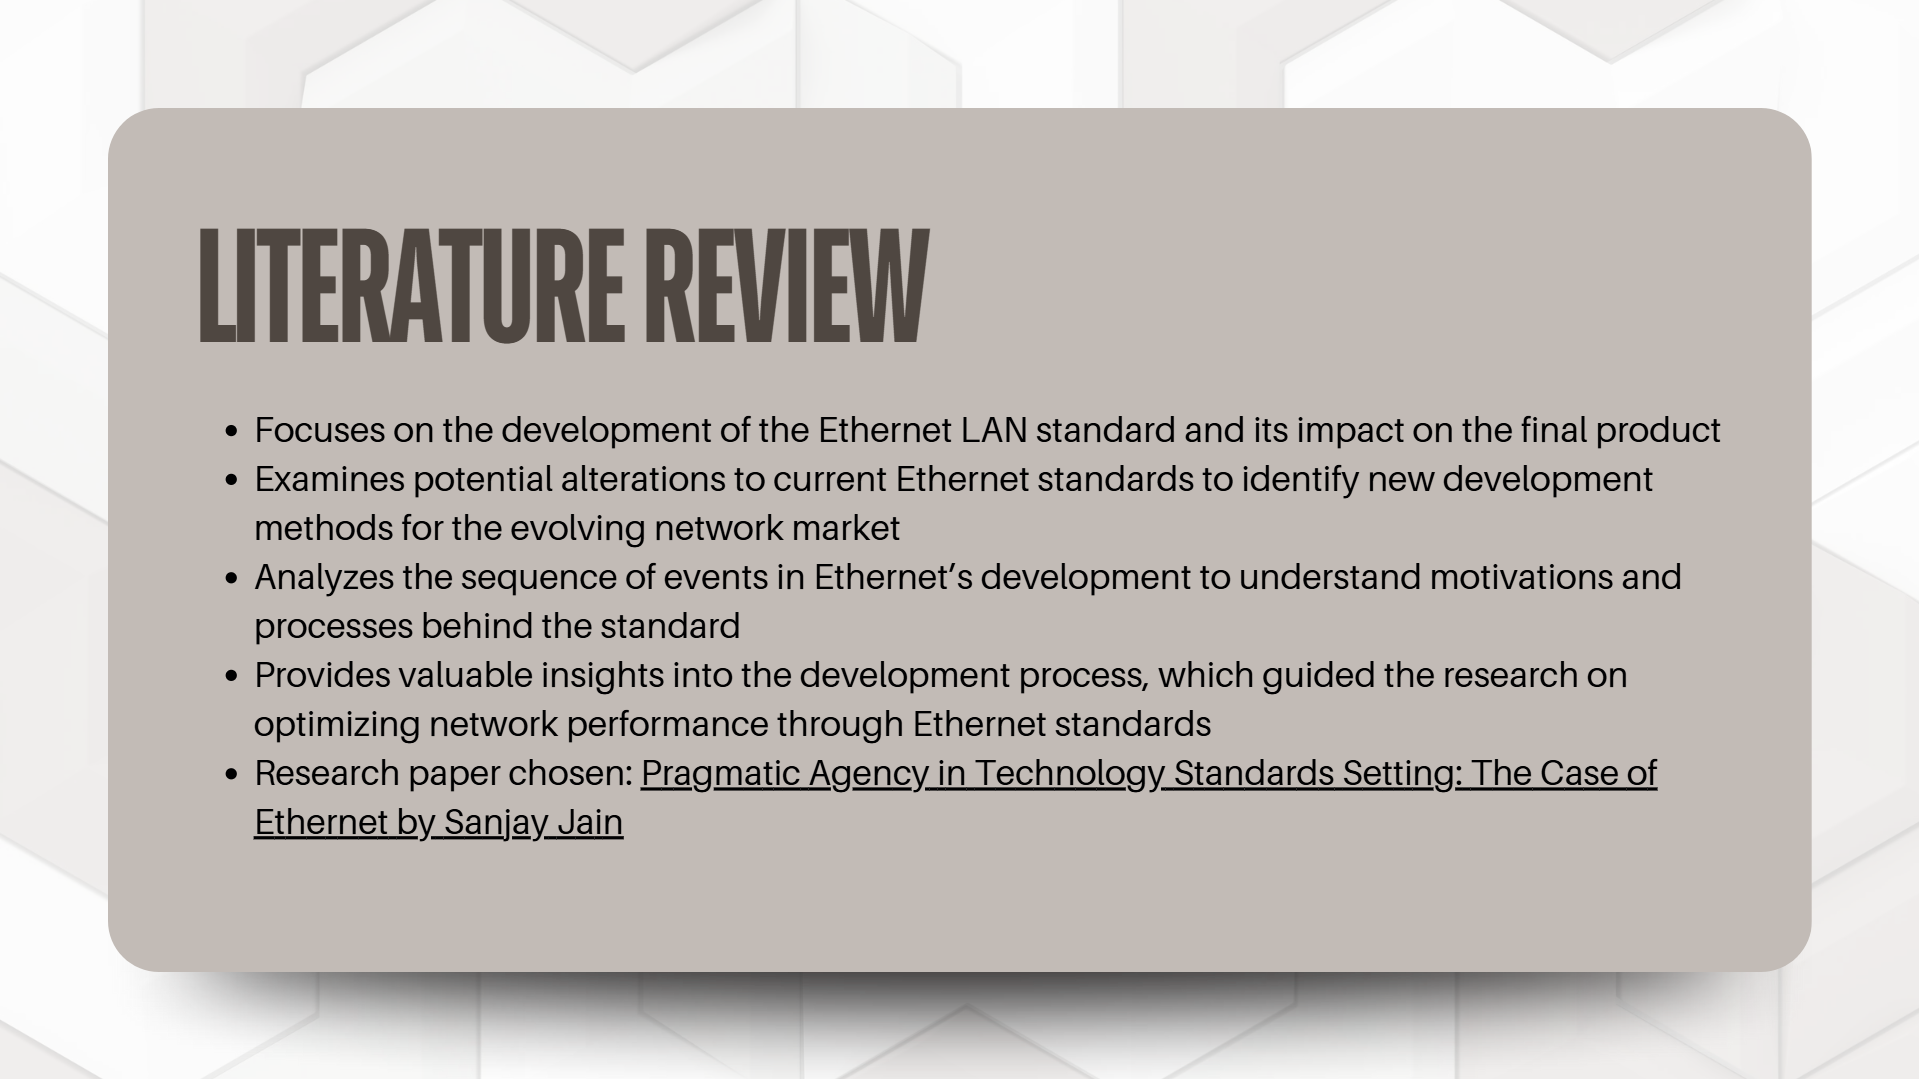 LITERATURE REVIEW
• Focuses on the development of the Ethernet LAN standard and its impact on the final product
• Examines potential alterations to current Ethernet standards to identify new development
methods for the evolving network market
• Analyzes the sequence of events in Ethernet’s development to understand motivations and
processes behind the standard
• Provides valuable insights into the development process, which guided the research on
optimizing network performance through Ethernet standards
• Research paper chosen: Pragmatic Agency in Technology Standards Setting: The Case of
Ethernet by Sanjay Jain